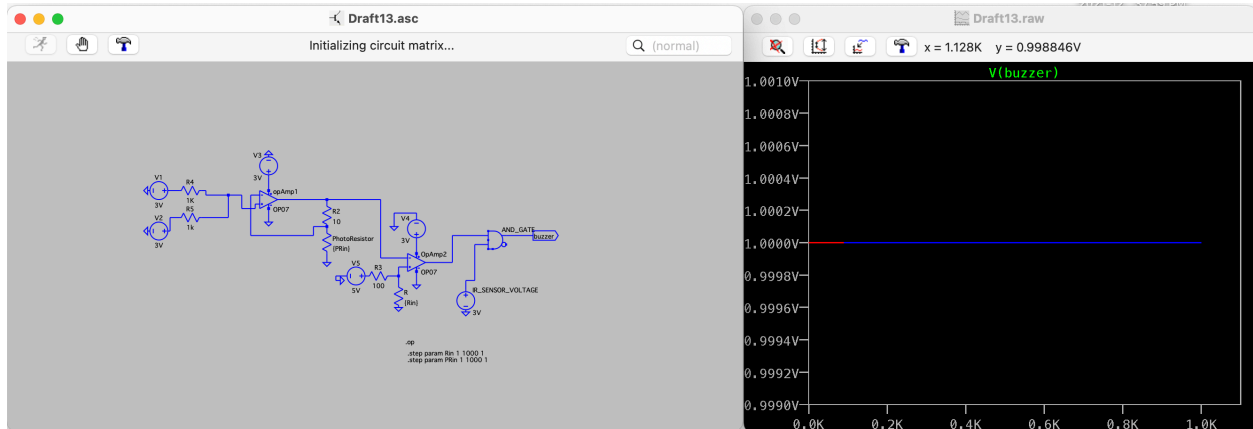 Draft13.asc
Initializing circuit matrix...
(normal)
V3
3V
opAmp1
OP07
V1
3V
R4
1K
R5
1k
V2
3V
R2
10
PhotoResistor
{PRin}
V4
3V
OpAmp2
OP07
AND_GATE
buzzer
V5
5V
R3
100
R
{Rin}
IR_SENSOR_VOLTAGE
3V
.op
.step param Rin 1 1000 1
.step param PRin 1 1000 1
Draft13.raw
x = 1.128K y = 0.998846V
V(buzzer)
1.0010V
1.0008V
1.0006V
1.0004V
1.0002V
1.0000V
0.9998V
0.9996V
0.9994V
0.9992V
0.9990V
0.0K 0.2K 0.4K 0.6K 0.8K 1.0K